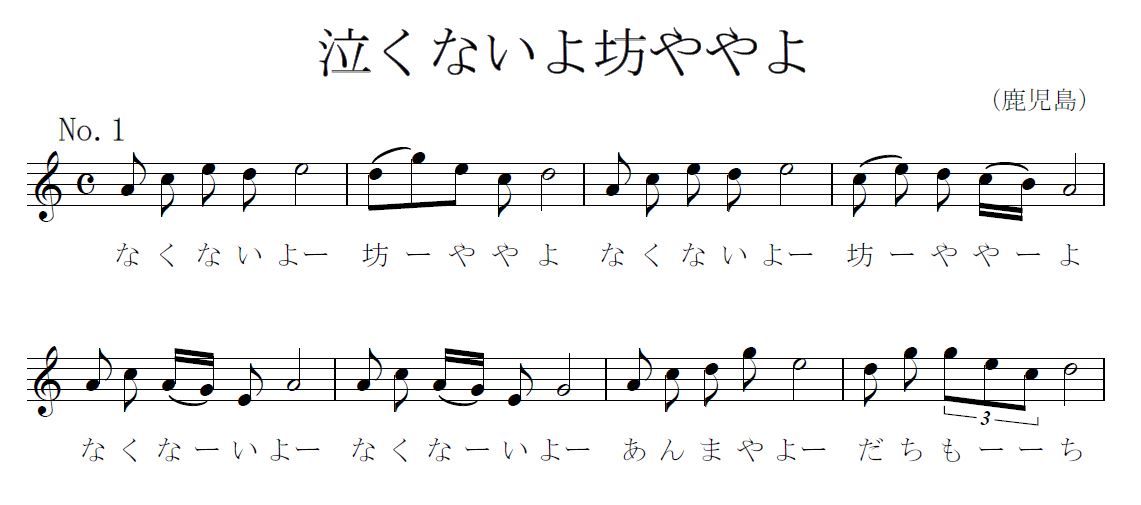 泣くないよ坊ややよ
（鹿児島）
No.1
なくないよー 坊ーややよ なくないよー 坊ーややーよ
なくなーいよー なくなーいよー あんまやよー だちもーーち
3